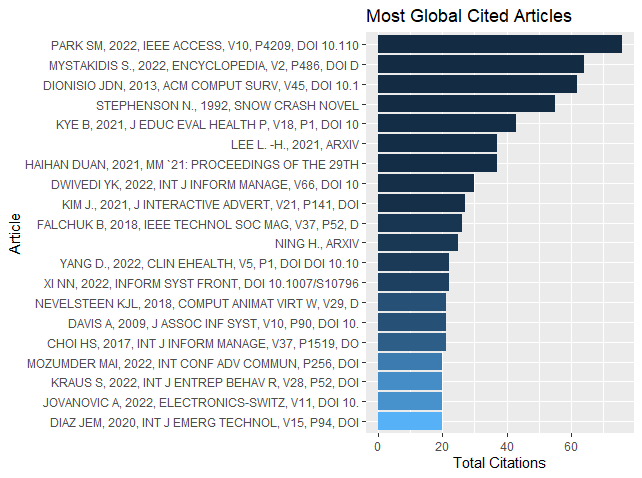 Most Global Cited Articles
Article
PARK SM, 2022, IEEE ACCESS, V10, P4209, DOI 10.110
MYSTAKIDIS S., 2022, ENCYCLOPEDIA, V2, P486, DOI D
DIONISIO JDN, 2013, ACM COMPUT SURV, V45, DOI 10.1
STEPHENSON N., 1992, SNOW CRASH NOVEL
KYE B, 2021, J EDUC EVAL HEALTH P, V18, P1, DOI 10
LEE L. -H., 2021, ARXIV
HAIHAN DUAN, 2021, MM `21: PROCEEDINGS OF THE 29TH
DWIVEDI YK, 2022, INT J INFORM MANAGE, V66, DOI 10
KIM J., 2021, J INTERACTIVE ADVERT, V21, P141, DOI
FALCHUK B, 2018, IEEE TECHNOL SOC MAG, V37, P52, D
NING H., ARXIV
YANG D., 2022, CLIN EHEALTH, V5, P1, DOI DOI 10.10
XI NN, 2022, INFORM SYST FRONT, DOI 10.1007/S10796
NEVELSTEEN KJL, 2018, COMPUT ANIMAT VIRT W, V29, D
DAVIS A, 2009, J ASSOC INF SYST, V10, P90, DOI 10.
CHOI HS, 2017, INT J INFORM MANAGE, V37, P1519, DO
MOZUMDER MAI, 2022, INT CONF ADV COMMUN, P256, DOI
KRAUS S, 2022, INT J ENTREP BEHAV R, V28, P52, DOI
JOVANOVIC A, 2022, ELECTRONICS-SWITZ, V11, DOI 10.
DIAZ JEM, 2020, INT J EMERG TECHNOL, V15, P94, DOI
0 20 40 60
Total Citations